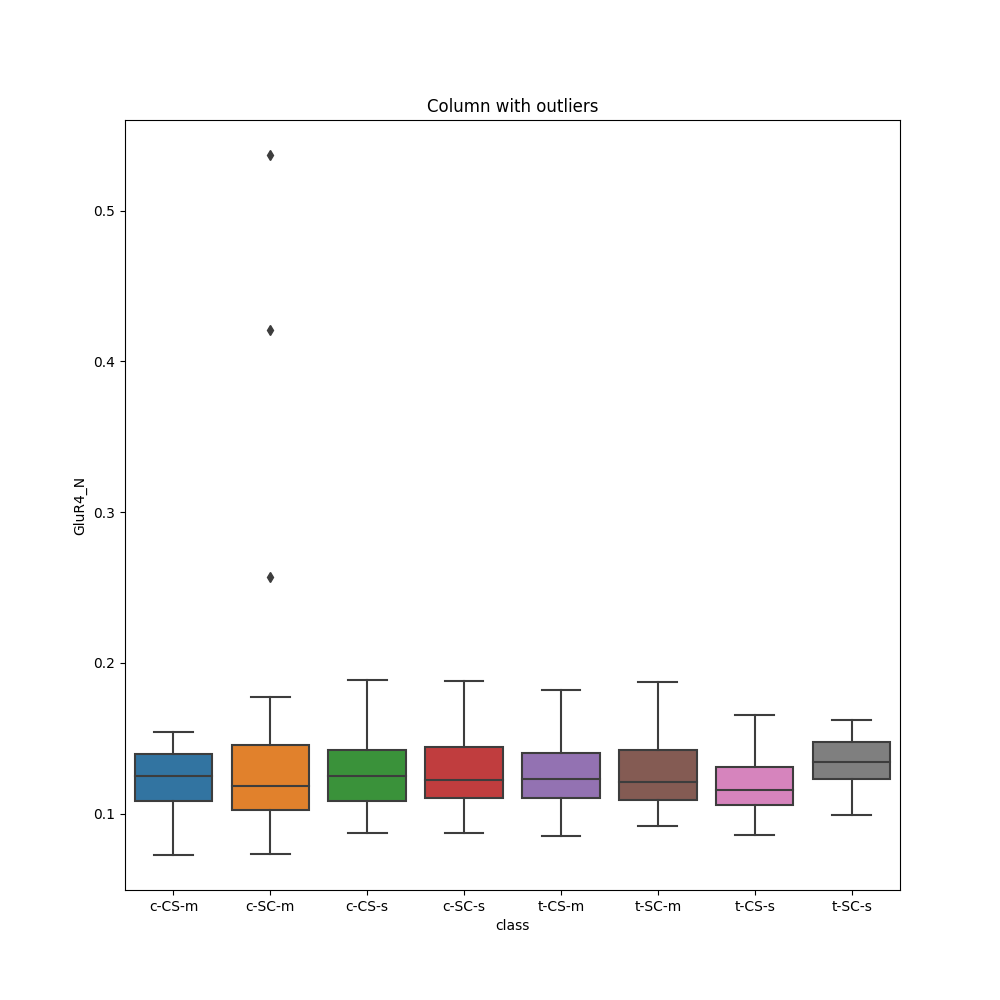 Column with outliers
0.5
0.4
0.3
0.2
0.1
GluR4_N
c-CS-m c-SC-m c-CS-s c-SC-s t-CS-m t-SC-m t-CS-s t-SC-s
class